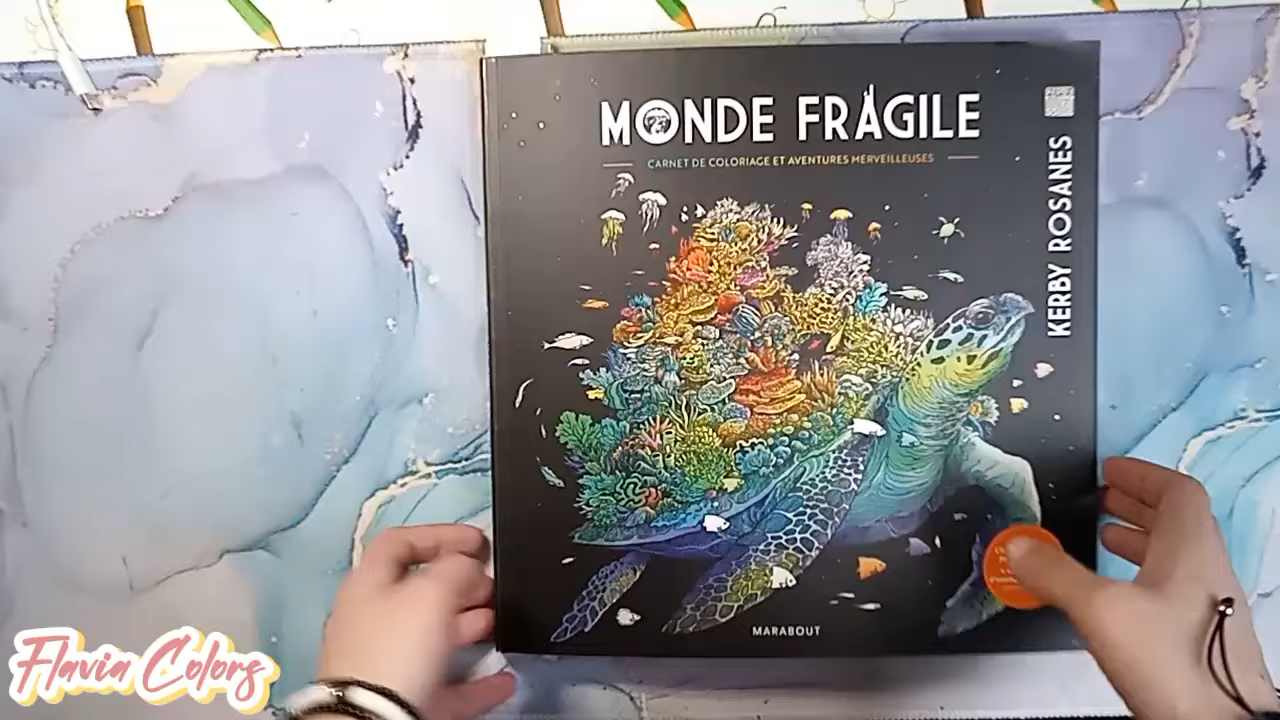 MONDE FRAGILE
CARNET DE COLORIAGE ET AVENTURES MERVEILLEUSES
KERBY ROSANES
MARABOUT
Flavia Colors